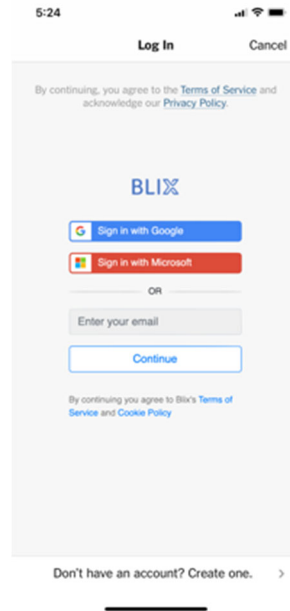 5:24
Log In
Cancel
By continuing, you agree to the Terms of Service and
acknowledge our Privacy Policy.
BLIX
Sign in with Google
Sign in with Microsoft
OR
Enter your email
Continue
By continuing you agree to Blix's Terms of
Service and Cookie Policy
Don't have an account? Create one.